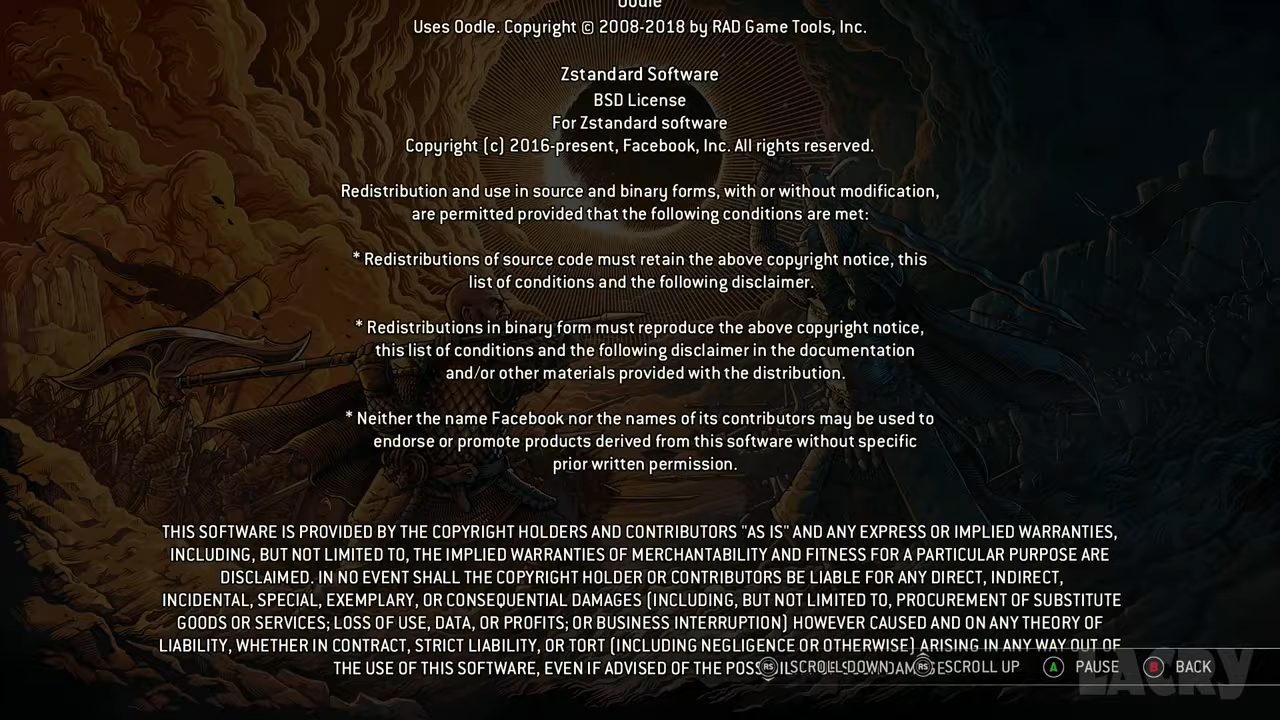 Oodle
Uses Oodle. Copyright © 2008-2018 by RAD Game Tools, Inc.
Zstandard Software
BSD License
For Zstandard software
Copyright (c) 2016-present, Facebook, Inc. All rights reserved.
Redistribution and use in source and binary forms, with or without modification,
are permitted provided that the following conditions are met:
* Redistributions of source code must retain the above copyright notice, this
list of conditions and the following disclaimer.
* Redistributions in binary form must reproduce the above copyright notice,
this list of conditions and the following disclaimer in the documentation
and/or other materials provided with the distribution.
* Neither the name Facebook nor the names of its contributors may be used to
endorse or promote products derived from this software without specific
prior written permission.
THIS SOFTWARE IS PROVIDED BY THE COPYRIGHT HOLDERS AND CONTRIBUTORS "AS IS" AND ANY EXPRESS OR IMPLIED WARRANTIES,
INCLUDING, BUT NOT LIMITED TO, THE IMPLIED WARRANTIES OF MERCHANTABILITY AND FITNESS FOR A PARTICULAR PURPOSE ARE
DISCLAIMED. IN NO EVENT SHALL THE COPYRIGHT HOLDER OR CONTRIBUTORS BE LIABLE FOR ANY DIRECT, INDIRECT,
INCIDENTAL, SPECIAL, EXEMPLARY, OR CONSEQUENTIAL DAMAGES (INCLUDING, BUT NOT LIMITED TO, PROCUREMENT OF SUBSTITUTE
GOODS OR SERVICES; LOSS OF USE, DATA, OR PROFITS; OR BUSINESS INTERRUPTION) HOWEVER CAUSED AND ON ANY THEORY OF
LIABILITY, WHETHER IN CONTRACT, STRICT LIABILITY, OR TORT (INCLUDING NEGLIGENCE OR OTHERWISE) ARISING IN ANY WAY OUT OF
THE USE OF THIS SOFTWARE, EVEN IF ADVISED OF THE
RS SCROLL DOWN RS SCROLL UP A PAUSE B BACK